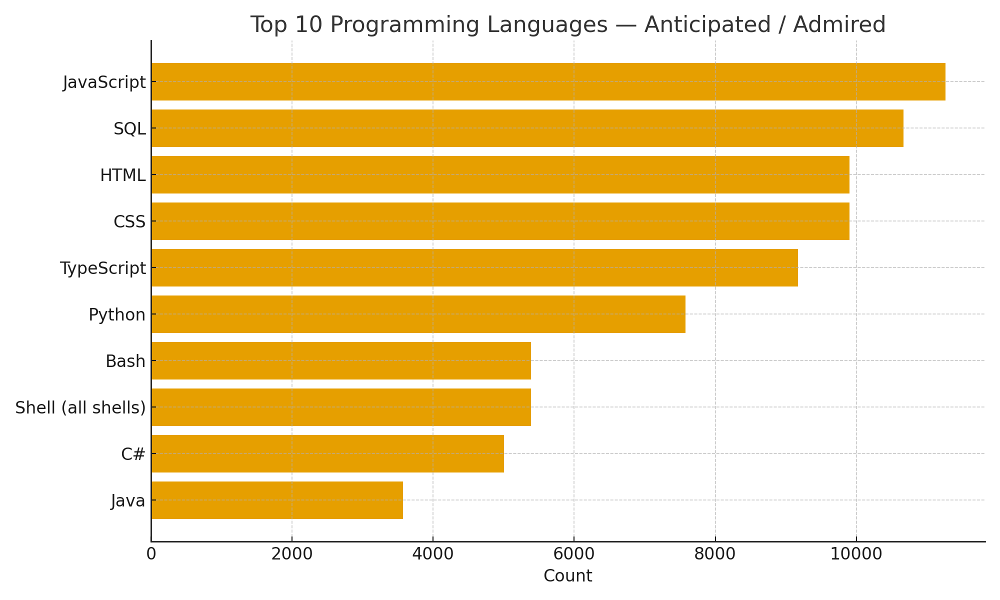 Top 10 Programming Languages — Anticipated / Admired
JavaScript
SQL
HTML
CSS
TypeScript
Python
Bash
Shell (all shells)
C#
Java
0 2000 4000 6000 8000 10000
Count